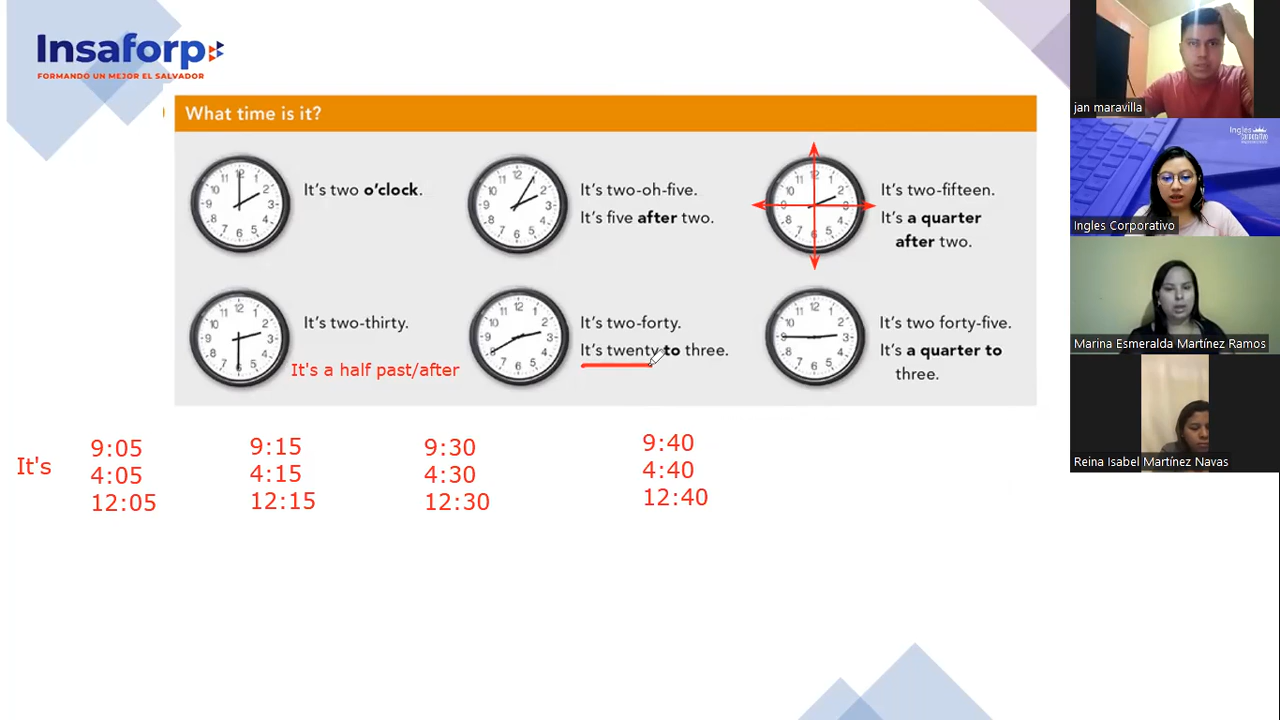 Insaforp
FORMANDO UN MEJOR EL SALVADOR
What time is it?
It's two o'clock.
It's two-oh-five.
It's five after two.
It's two-fifteen.
It's a quarter
after two.
It's two-thirty.
It's a half past/after
It's two-forty.
It's twenty to three.
It's two forty-five.
It's a quarter to
three.
It's
9:05
4:05
12:05
9:15
4:15
12:15
9:30
4:30
12:30
9:40
4:40
12:40
jan maravilla
Ingles Corporativo
Marina Esmeralda Martínez Ramos
Reina Isabel Martínez Navas